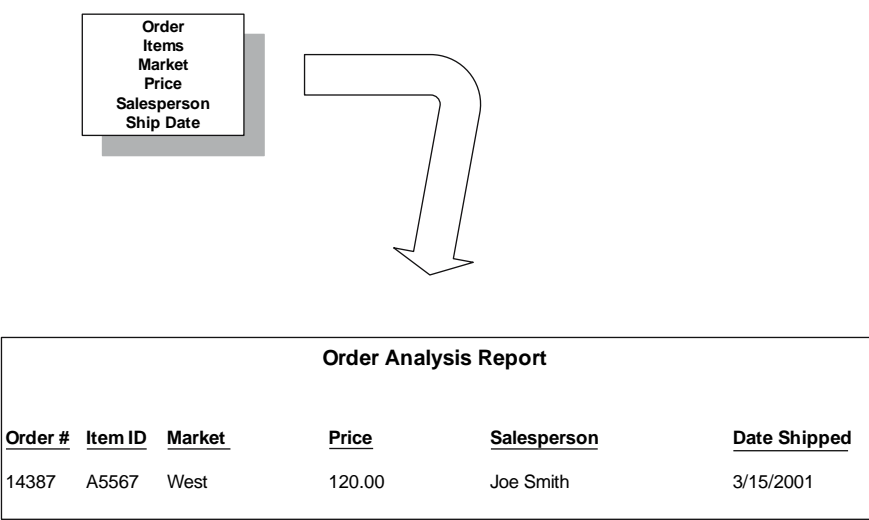 Order
Items
Market
Price
Salesperson
Ship Date
Order Analysis Report
Order # Item ID Market Price Salesperson Date Shipped
14387 A5567 West 120.00 Joe Smith 3/15/2001